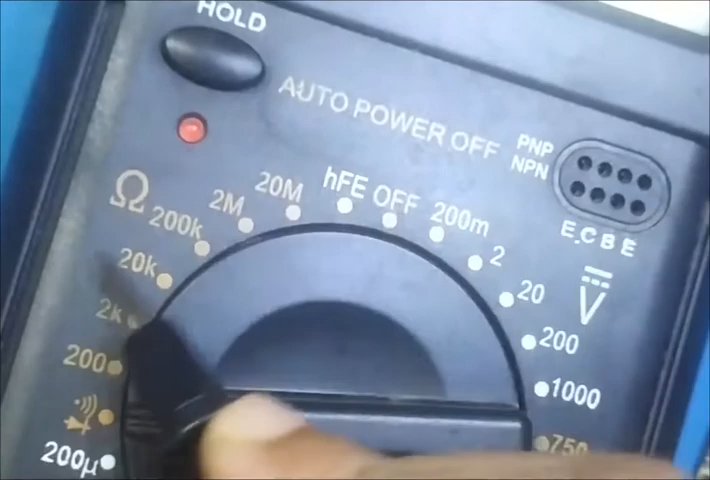 HOLD
AUTO POWER OFF
PNP
NPN
E C B E
Ω
200k
2M
20M
hFE
OFF
200m
2
20
200
1000
750
V
20k
2k
200
200µ